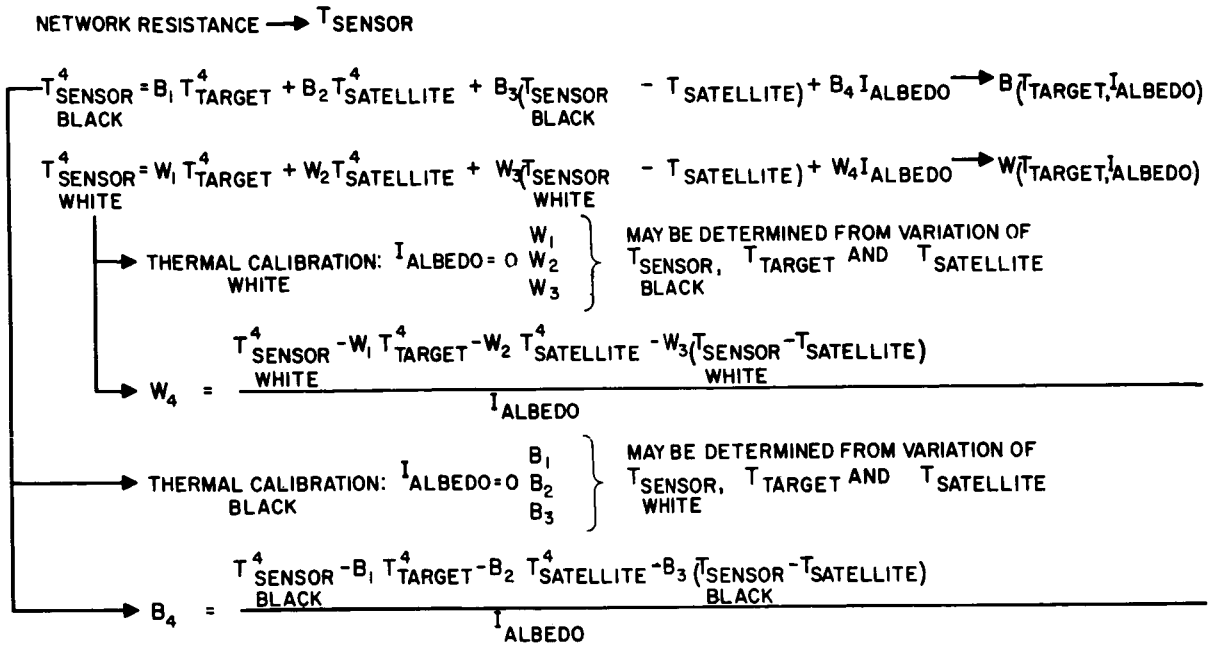 NETWORK RESISTANCE → T SENSOR
T⁴ SENSOR BLACK = B₁ T⁴ TARGET + B₂ T⁴ SATELLITE + B₃(T SENSOR BLACK - T SATELLITE) + B₄ I ALBEDO → B(T TARGET, I ALBEDO)
T⁴ SENSOR WHITE = W₁ T⁴ TARGET + W₂ T⁴ SATELLITE + W₃(T SENSOR WHITE - T SATELLITE) + W₄ I ALBEDO → W(T TARGET, I ALBEDO)
THERMAL CALIBRATION: I ALBEDO = 0
WHITE
W₁
W₂
W₃
MAY BE DETERMINED FROM VARIATION OF
T SENSOR, T TARGET AND T SATELLITE
BLACK
T⁴ SENSOR WHITE - W₁ T⁴ TARGET - W₂ T⁴ SATELLITE - W₃(T SENSOR WHITE - T SATELLITE)
W₄ =
I ALBEDO
THERMAL CALIBRATION: I ALBEDO = 0
BLACK
B₁
B₂
B₃
MAY BE DETERMINED FROM VARIATION OF
T SENSOR, T TARGET AND T SATELLITE
WHITE
T⁴ SENSOR BLACK - B₁ T⁴ TARGET - B₂ T⁴ SATELLITE - B₃(T SENSOR BLACK - T SATELLITE)
B₄ =
I ALBEDO